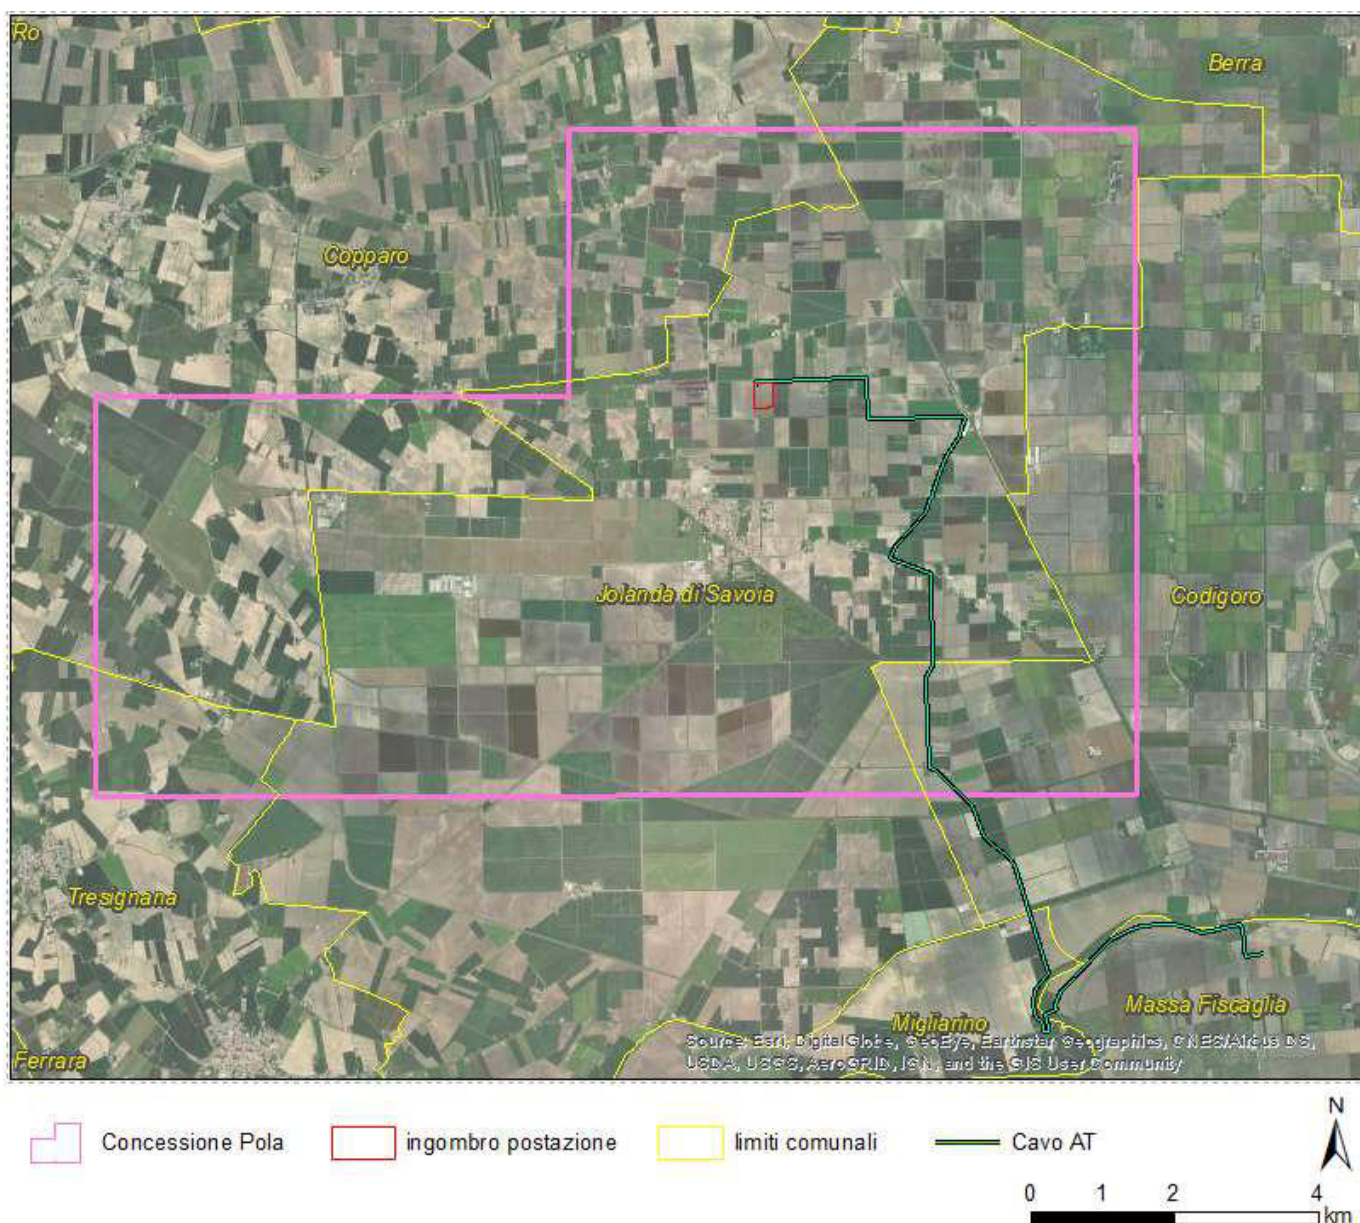 Ro
Berra
Copparo
Jolanda di Savoia
Codigoro
Tresignana
Massa Fiscaglia
Migliarino
Ferrara
Source: Esri, DigitalGlobe, GeoEye, Earthstar Geographics, CNES/Airbus DS,
USDA, USGS, AeroGRID, IGN, and the GIS User Community
Concessione Pola
ingombro postazione
limiti comunali
Cavo AT
N
0 1 2 4
km